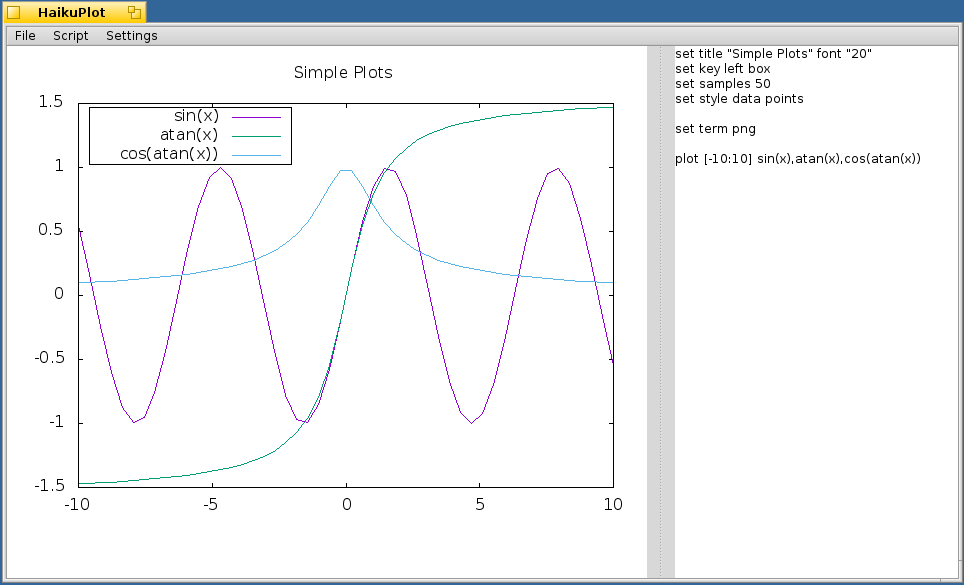 HaikuPlot
File Script Settings
Simple Plots
sin(x)
atan(x)
cos(atan(x))
1.5
1
0.5
0
-0.5
-1
-1.5
-10 -5 0 5 10
set title "Simple Plots" font "20"
set key left box
set samples 50
set style data points
set term png
plot [-10:10] sin(x),atan(x),cos(atan(x))